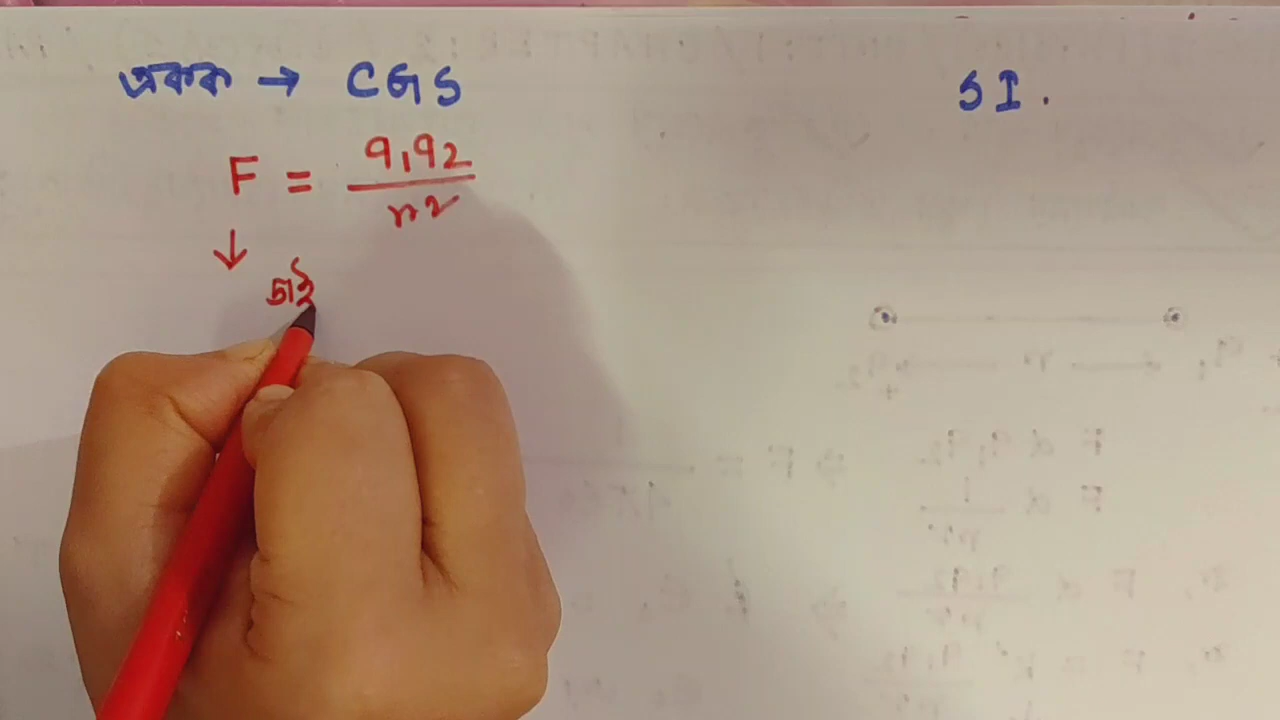 একক → CGS SI.
F = q₁q₂ / r²
↓
ডাই